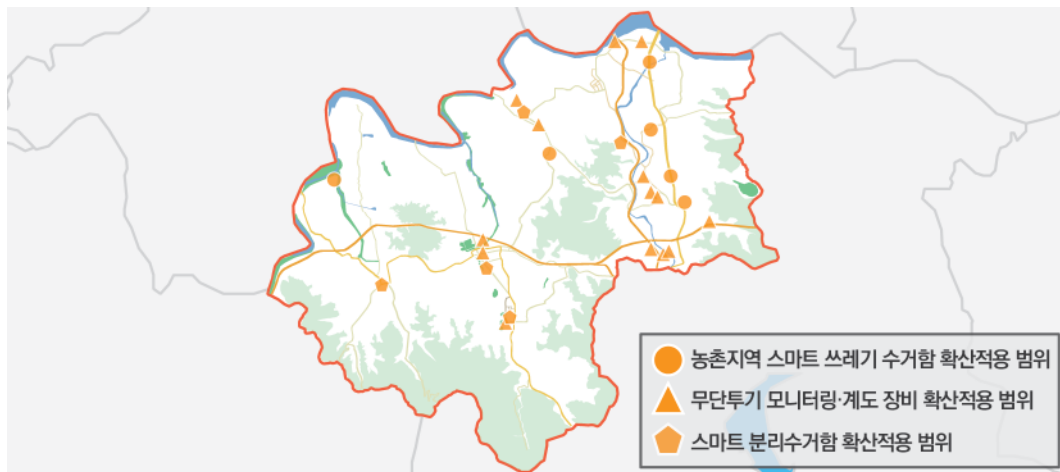 농촌지역 스마트 쓰레기 수거함 확산적용 범위
무단투기 모니터링·계도 장비 확산적용 범위
스마트 분리수거함 확산적용 범위